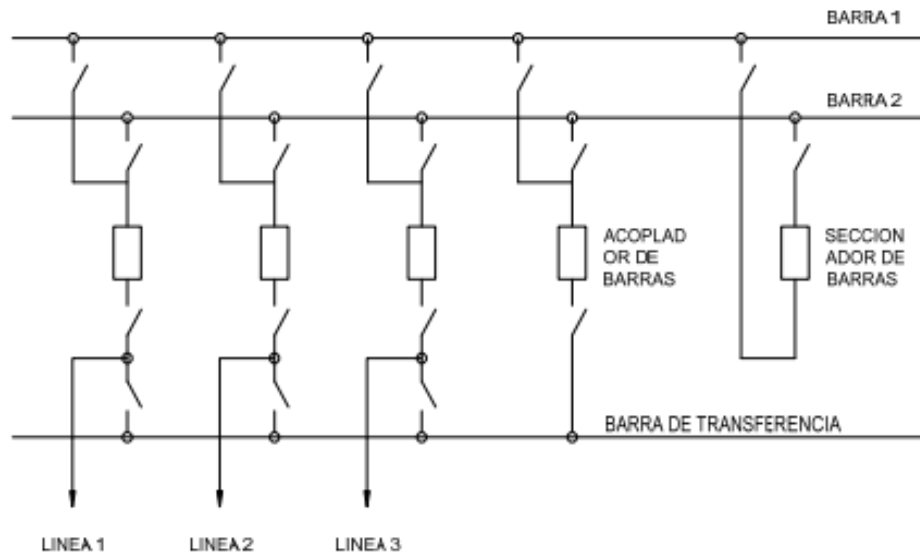 BARRA 1
BARRA 2
ACOPLAD
OR DE
BARRAS
SECCION
ADOR DE
BARRAS
BARRA DE TRANSFERENCIA
LINEA 1
LINEA 2
LINEA 3